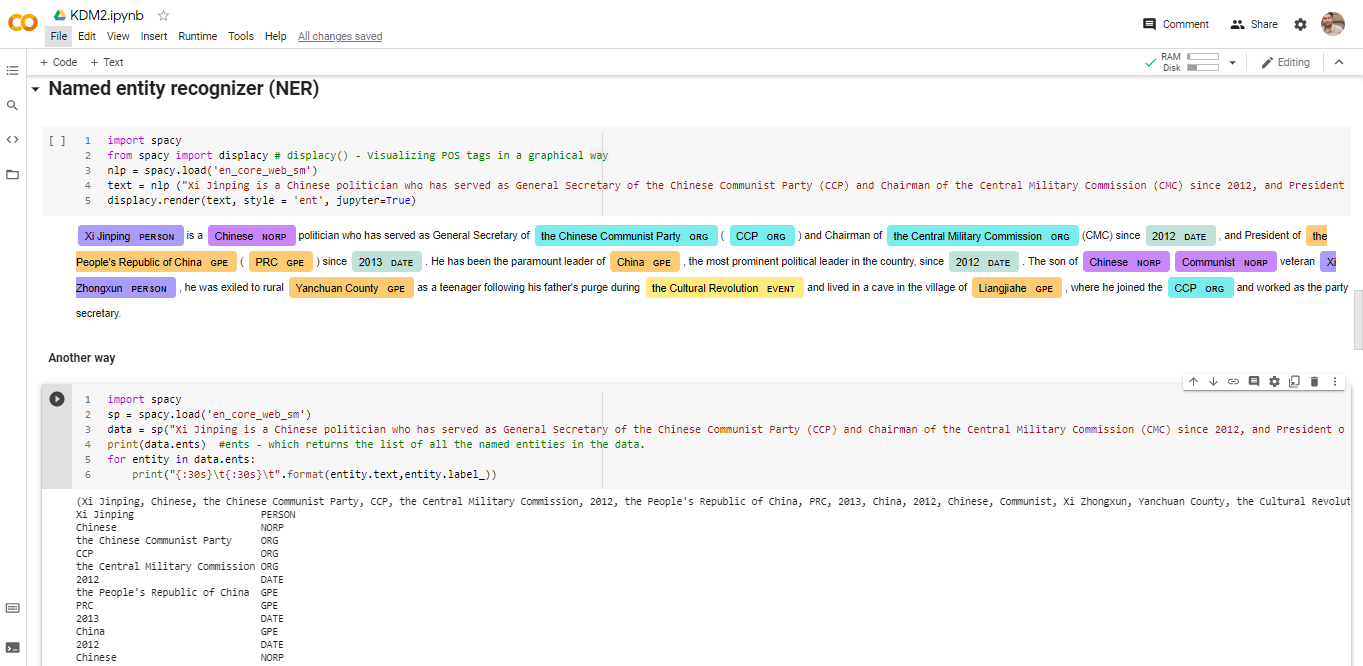 KDM2.ipynb
File Edit View Insert Runtime Tools Help All changes saved
Comment Share
+ Code + Text
RAM
Disk
Editing
Named entity recognizer (NER)
[ ] 1 import spacy
2 from spacy import displacy # displacy() - Visualizing POS tags in a graphical way
3 nlp = spacy.load('en_core_web_sm')
4 text = nlp ("Xi Jinping is a Chinese politician who has served as General Secretary of the Chinese Communist Party (CCP) and Chairman of the Central Military Commission (CMC) since 2012, and President
5 displacy.render(text, style = 'ent', jupyter=True)
Xi Jinping PERSON is a Chinese NORP politician who has served as General Secretary of the Chinese Communist Party ORG ( CCP ORG ) and Chairman of the Central Military Commission ORG (CMC) since 2012 DATE , and President of the
People's Republic of China GPE ( PRC GPE ) since 2013 DATE . He has been the paramount leader of China GPE , the most prominent political leader in the country, since 2012 DATE . The son of Chinese NORP Communist NORP veteran Xi
Zhongxun PERSON , he was exiled to rural Yanchuan County GPE as a teenager following his father's purge during the Cultural Revolution EVENT and lived in a cave in the village of Liangjiahe GPE , where he joined the CCP ORG and worked as the party
secretary.
Another way
1 import spacy
2 sp = spacy.load('en_core_web_sm')
3 data = sp("Xi Jinping is a Chinese politician who has served as General Secretary of the Chinese Communist Party (CCP) and Chairman of the Central Military Commission (CMC) since 2012, and President o
4 print(data.ents) #ents - which returns the list of all the named entities in the data.
5 for entity in data.ents:
6 print("{:30s}\t{:30s}\t".format(entity.text,entity.label_))
(Xi Jinping, Chinese, the Chinese Communist Party, CCP, the Central Military Commission, 2012, the People's Republic of China, PRC, 2013, China, 2012, Chinese, Communist, Xi Zhongxun, Yanchuan County, the Cultural Revolut
Xi Jinping PERSON
Chinese NORP
the Chinese Communist Party ORG
CCP ORG
the Central Military Commission ORG
2012 DATE
the People's Republic of China GPE
PRC GPE
2013 DATE
China GPE
2012 DATE
Chinese NORP